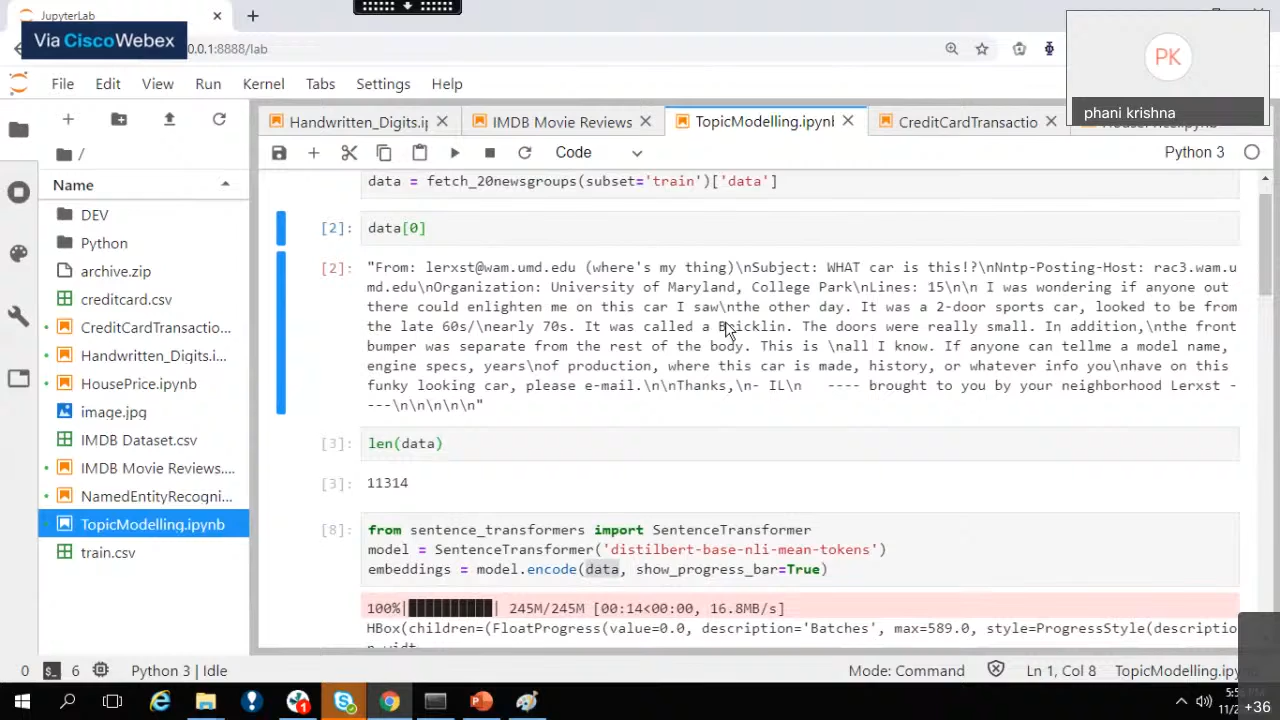 JupyterLab
Via CiscoWebex
0.0.1:8888/lab
PK
phani krishna
File Edit View Run Kernel Tabs Settings Help
Handwritten_Digits.i
IMDB Movie Reviews
TopicModelling.ipynb
CreditCardTransactio
Code
Python 3
/
Name
DEV
Python
archive.zip
creditcard.csv
CreditCardTransactio...
Handwritten_Digits.i...
HousePrice.ipynb
image.jpg
IMDB Dataset.csv
IMDB Movie Reviews....
NamedEntityRecogni...
TopicModelling.ipynb
train.csv
data = fetch_20newsgroups(subset='train')['data']
[2]: data[0]
[2]: "From: lerxst@wam.umd.edu (where's my thing)\nSubject: WHAT car is this!?\nNntp-Posting-Host: rac3.wam.u
md.edu\nOrganization: University of Maryland, College Park\nLines: 15\n\n I was wondering if anyone out
there could enlighten me on this car I saw\nthe other day. It was a 2-door sports car, looked to be from
the late 60s/\nearly 70s. It was called a Bricklin. The doors were really small. In addition,\nthe front
bumper was separate from the rest of the body. This is \nall I know. If anyone can tellme a model name,
engine specs, years\nof production, where this car is made, history, or whatever info you\nhave on this
funky looking car, please e-mail.\n\nThanks,\n- IL\n   ---- brought to you by your neighborhood Lerxst -
---\n\n\n\n\n"
[3]: len(data)
[3]: 11314
[8]: from sentence_transformers import SentenceTransformer
model = SentenceTransformer('distilbert-base-nli-mean-tokens')
embeddings = model.encode(data, show_progress_bar=True)
100%|██████████| 245M/245M [00:14<00:00, 16.8MB/s]
HBox(children=(FloatProgress(value=0.0, description='Batches', max=589.0, style=ProgressStyle(descriptio
0 6 Python 3 | Idle
Mode: Command Ln 1, Col 8 TopicModelling.ipy
+36